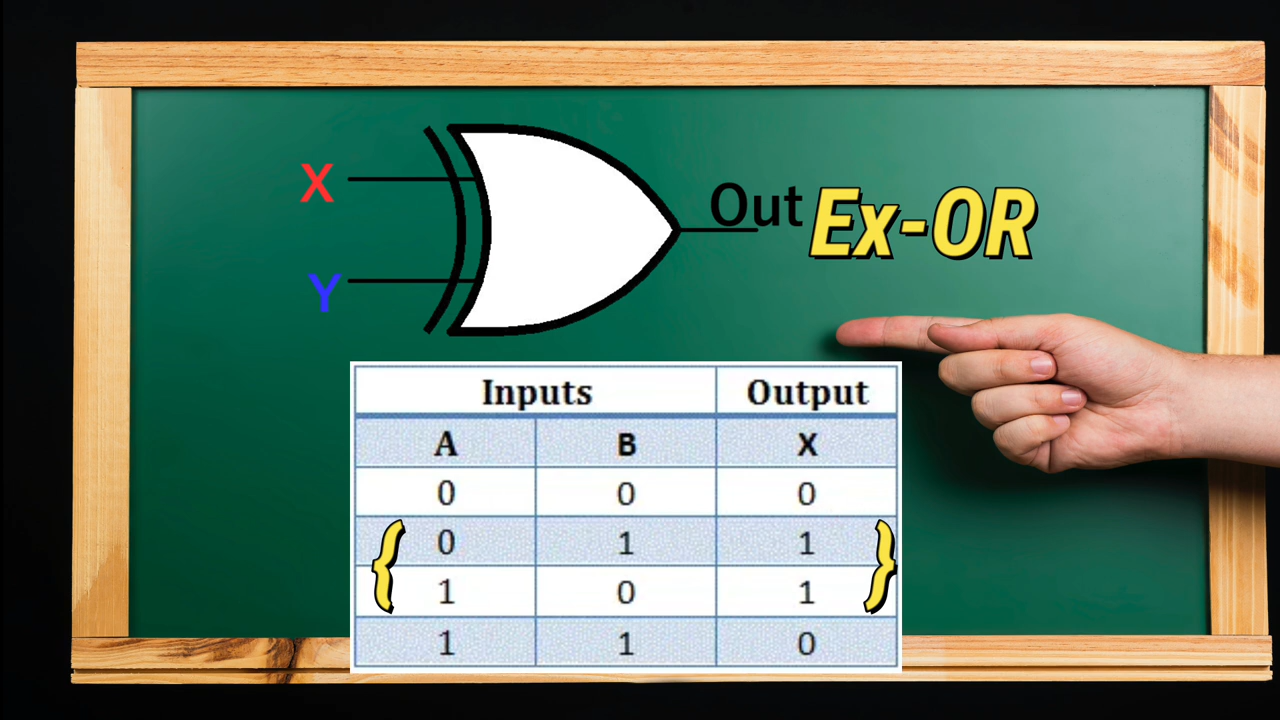 X
Out Ex-OR
Y
Inputs Output
A B X
0 0 0
{ 0 1 1 }
1 0 1
1 1 0